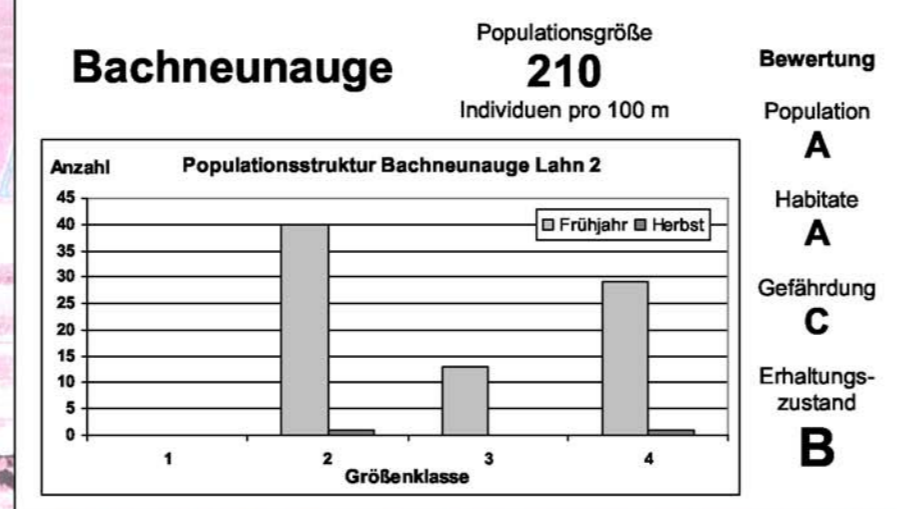 Bachneunauge
Populationsgröße
210
Individuen pro 100 m
Bewertung
Population
A
Habitate
A
Gefährdung
C
Erhaltungs-
zustand
B
Anzahl
Populationsstruktur Bachneunauge Lahn 2
Frühjahr Herbst
45
40
35
30
25
20
15
10
5
0
1 2 3 4
Größenklasse